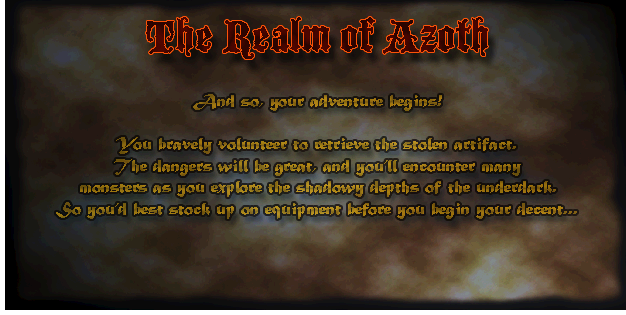 The Realm of Azoth
And so, your adventure begins!
You bravely volunteer to retrieve the stolen artifact.
The dangers will be great, and you'll encounter many
monsters as you explore the shadowy depths of the underdark.
So you'd best stock up on equipment before you begin your decent...